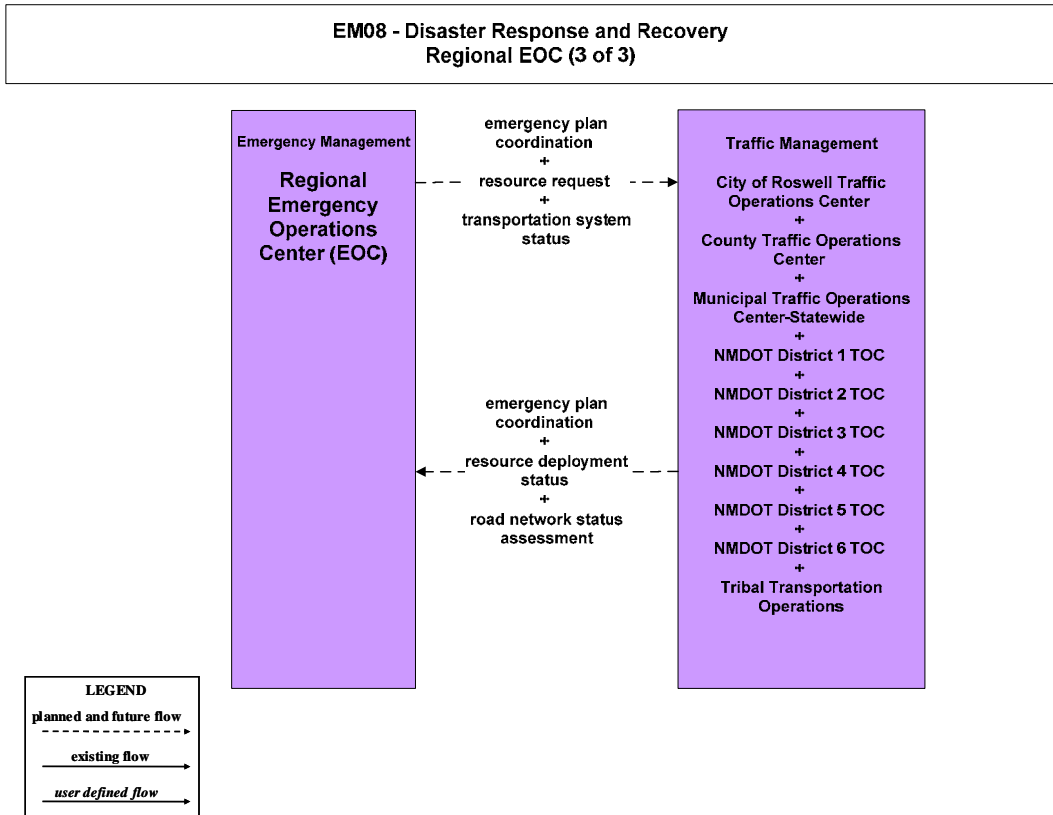 EM08 - Disaster Response and Recovery
Regional EOC (3 of 3)
Emergency Management
Regional
Emergency
Operations
Center (EOC)
emergency plan
coordination
+
resource request
+
transportation system
status
emergency plan
coordination
+
resource deployment
status
+
road network status
assessment
Traffic Management
City of Roswell Traffic
Operations Center
+
County Traffic Operations
Center
+
Municipal Traffic Operations
Center-Statewide
+
NMDOT District 1 TOC
+
NMDOT District 2 TOC
+
NMDOT District 3 TOC
+
NMDOT District 4 TOC
+
NMDOT District 5 TOC
+
NMDOT District 6 TOC
+
Tribal Transportation
Operations
LEGEND
planned and future flow
existing flow
user defined flow